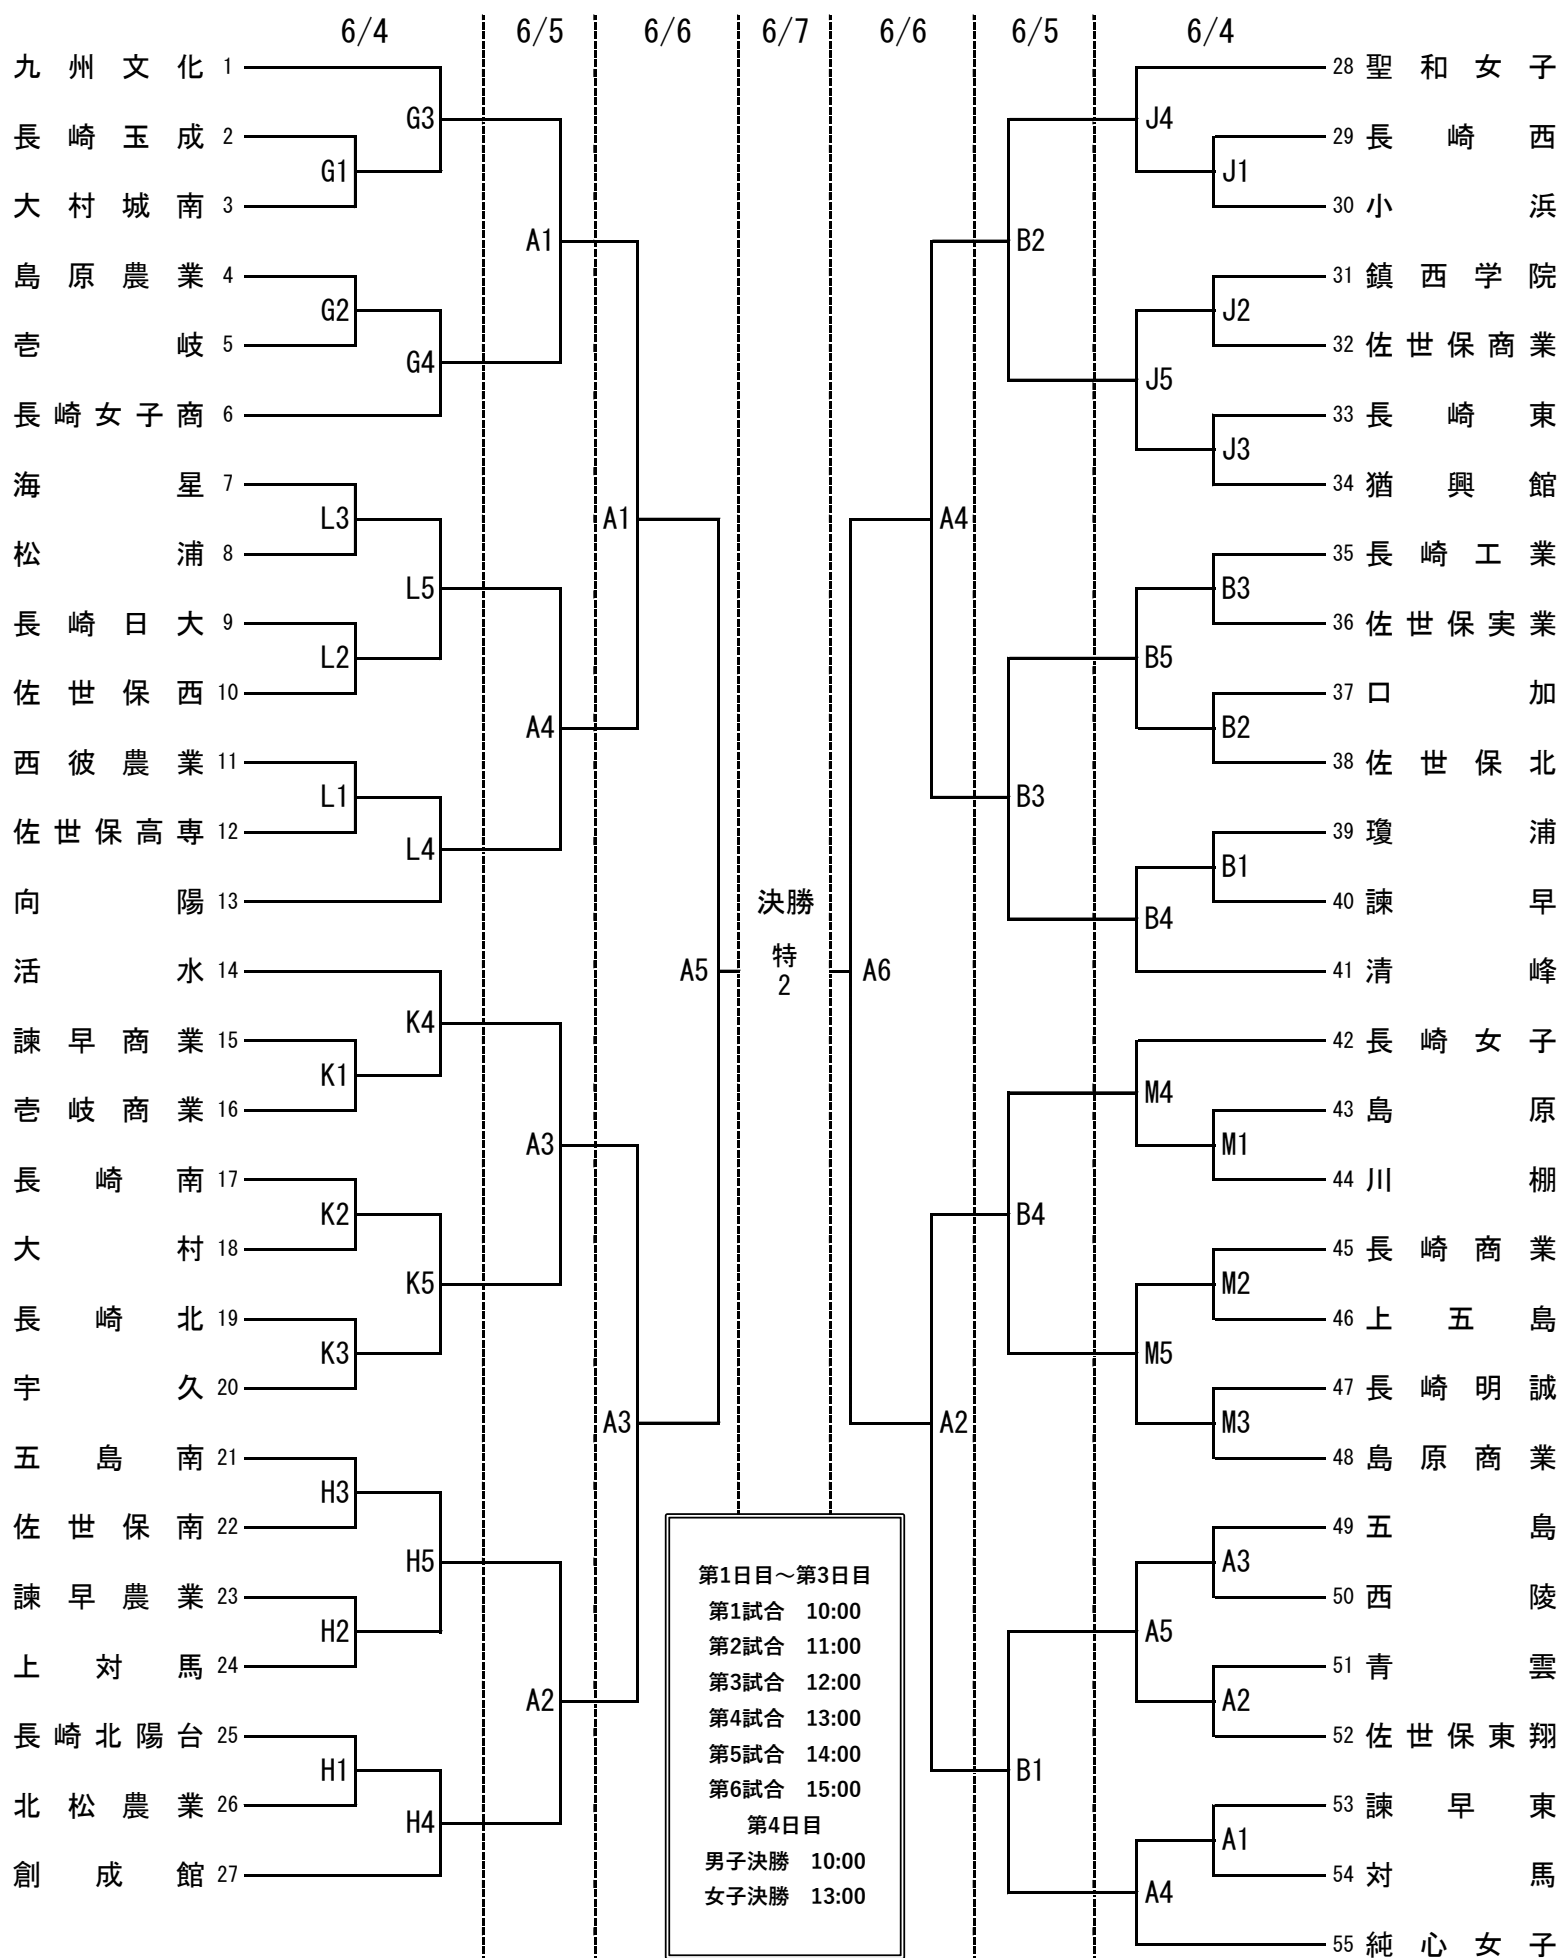 6/4 6/5 6/6 6/7 6/6 6/5 6/4
九州文化 1
長崎玉成 2
大村城南 3
島原農業 4
壱岐 5
長崎女子商 6
海星 7
松浦 8
長崎日大 9
佐世保西 10
西彼農業 11
佐世保高専 12
向陽 13
活水 14
諫早商業 15
壱岐商業 16
長崎南 17
大村 18
長崎北 19
宇久 20
五島南 21
佐世保南 22
諫早農業 23
上対馬 24
長崎北陽台 25
北松農業 26
創成館 27
G3
G1
G2
G4
L3
L5
L2
L1
L4
K4
K1
K2
K5
K3
H3
H5
H2
H1
H4
A1
A4
A3
A2
A1
A3
A5
決勝
特
2
A6
A4
A2
B2
B3
B4
B1
J4
J1
J2
J5
J3
B3
B5
B2
B1
B4
M4
M1
M2
M5
M3
A3
A5
A2
A1
A4
28 聖和女子
29 長崎西
30 小浜
31 鎮西学院
32 佐世保商業
33 長崎東
34 猶興館
35 長崎工業
36 佐世保実業
37 口加
38 佐世保北
39 瓊浦
40 諫早
41 清峰
42 長崎女子
43 島原
44 川棚
45 長崎商業
46 上五島
47 長崎明誠
48 島原商業
49 五島
50 西陵
51 青雲
52 佐世保東翔
53 諫早東
54 対馬
55 純心女子
第1日目～第3日目
第1試合 10:00
第2試合 11:00
第3試合 12:00
第4試合 13:00
第5試合 14:00
第6試合 15:00
第4日目
男子決勝 10:00
女子決勝 13:00